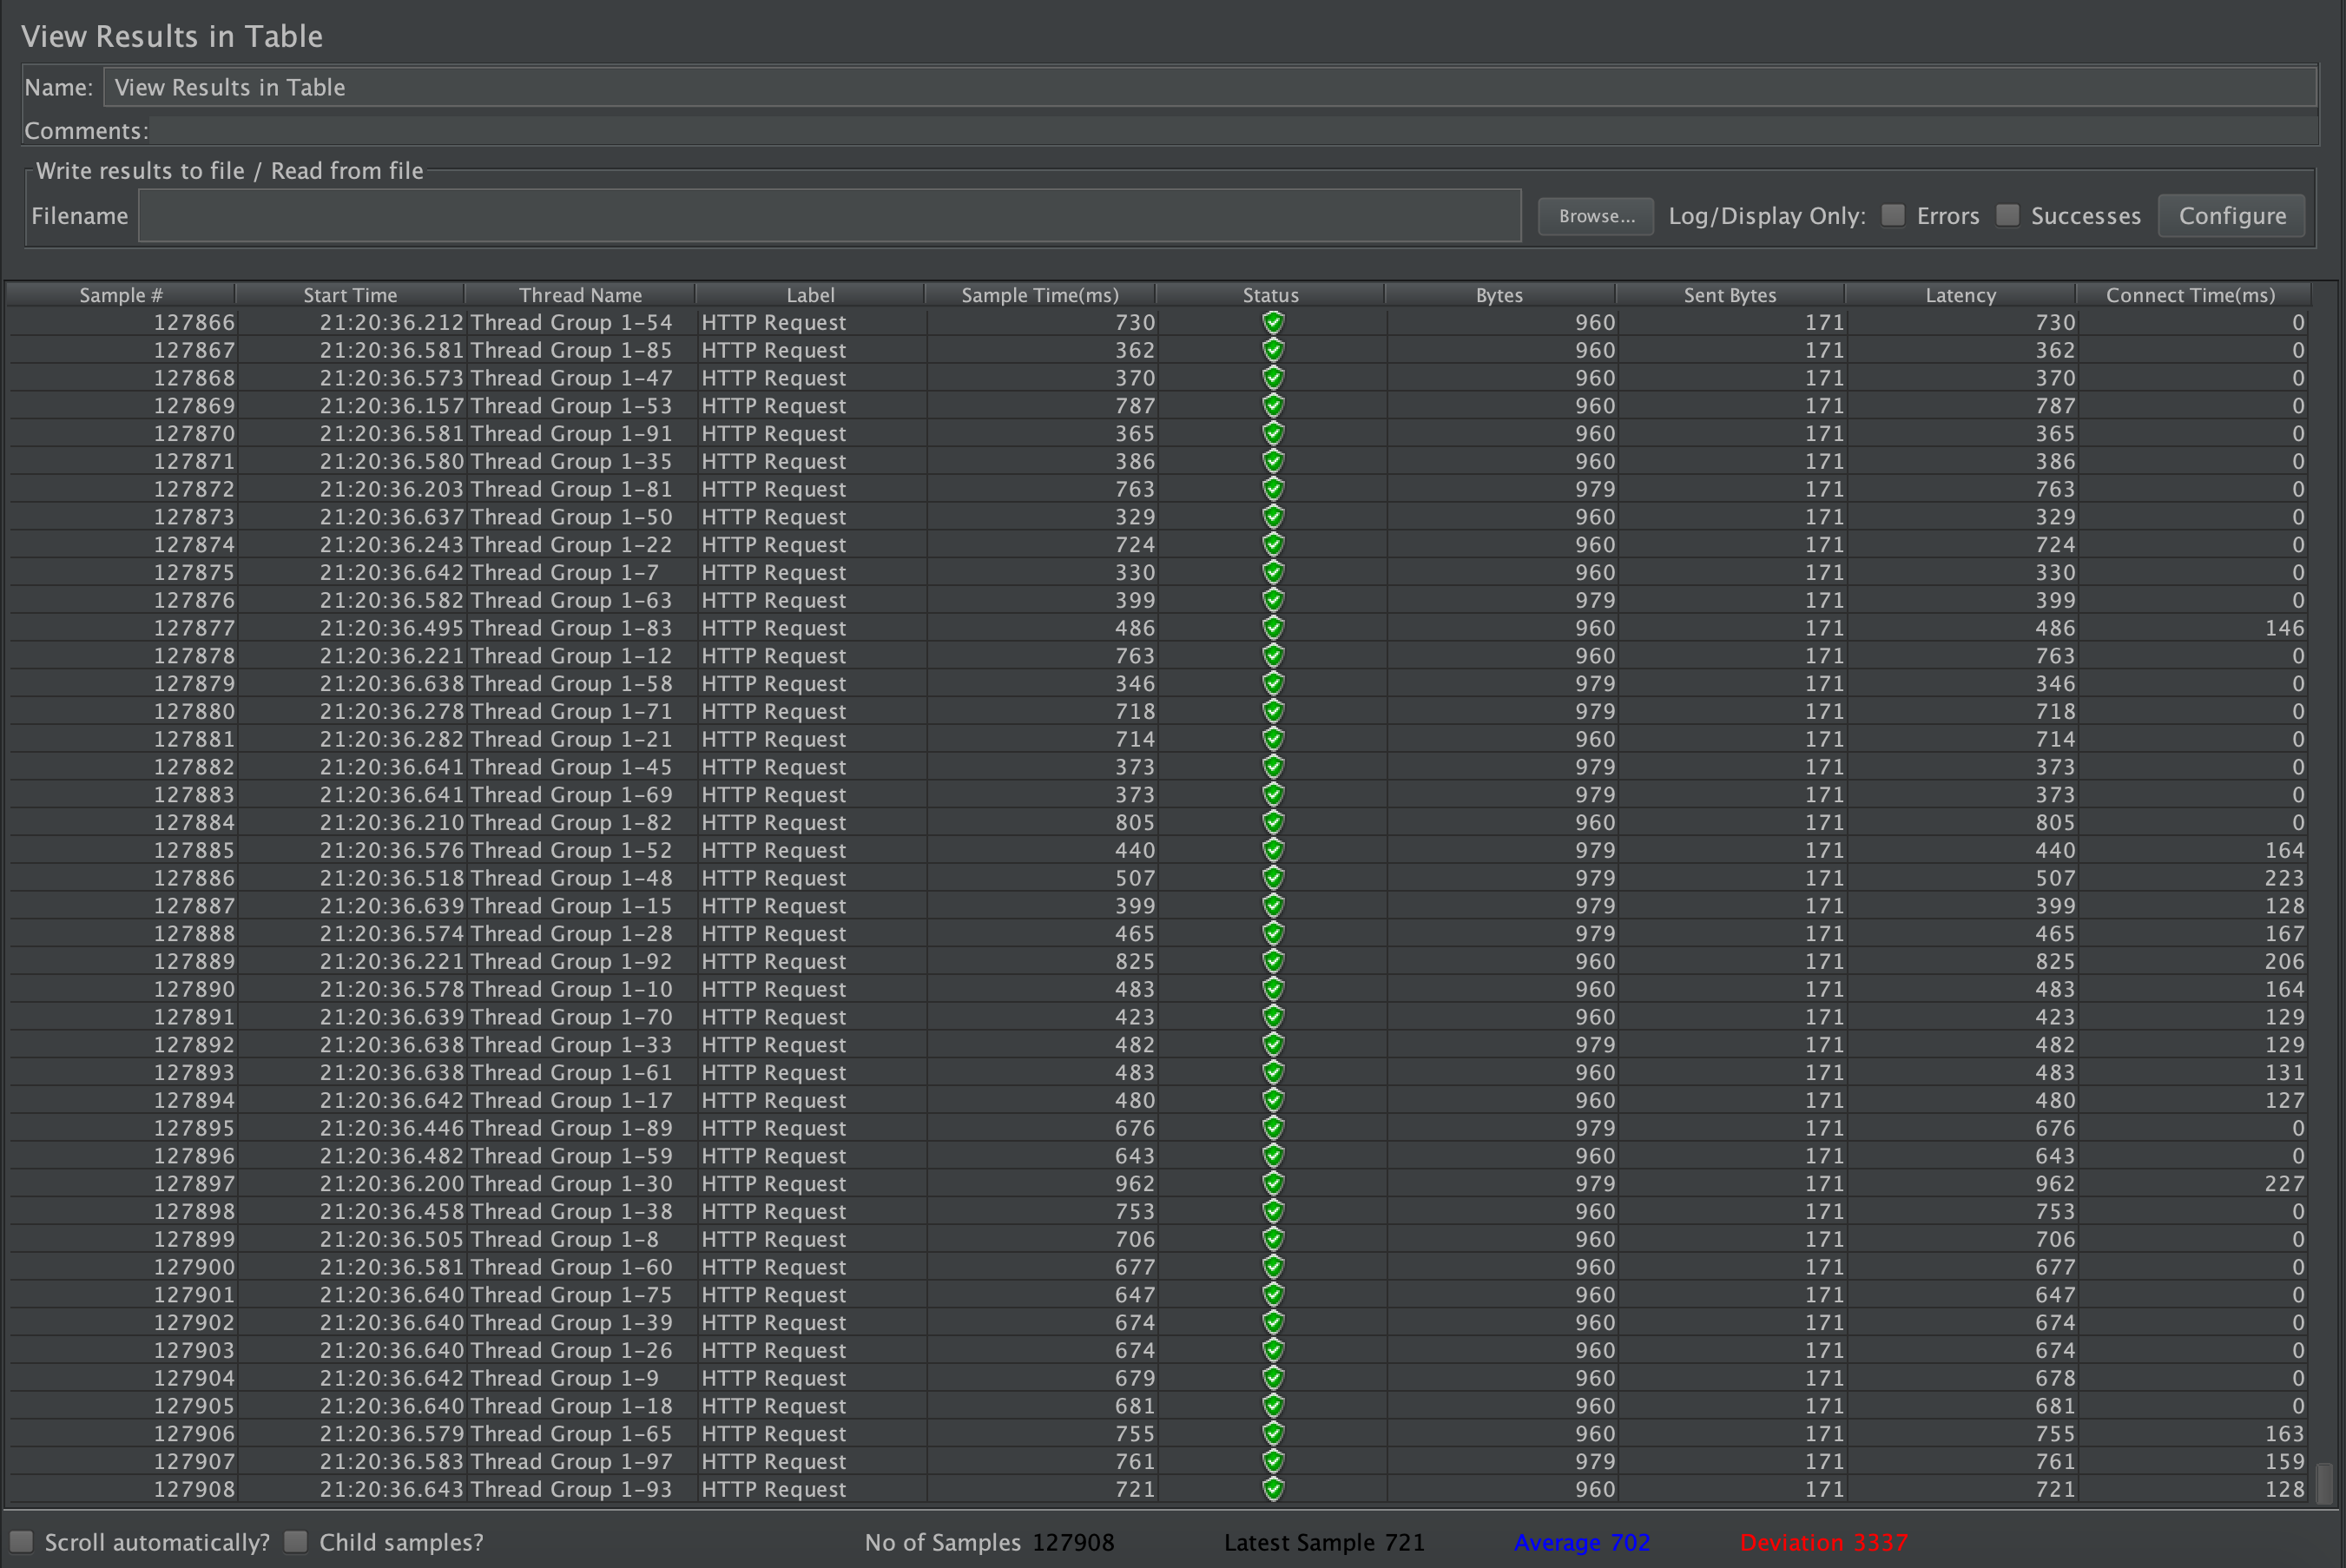 View Results in Table
Name: View Results in Table
Comments:
Write results to file / Read from file
Filename Browse... Log/Display Only: Errors Successes Configure
Sample # Start Time Thread Name Label Sample Time(ms) Status Bytes Sent Bytes Latency Connect Time(ms)
127866 21:20:36.212 Thread Group 1-54 HTTP Request 730 960 171 730 0
127867 21:20:36.581 Thread Group 1-85 HTTP Request 362 960 171 362 0
127868 21:20:36.573 Thread Group 1-47 HTTP Request 370 960 171 370 0
127869 21:20:36.157 Thread Group 1-53 HTTP Request 787 960 171 787 0
127870 21:20:36.581 Thread Group 1-91 HTTP Request 365 960 171 365 0
127871 21:20:36.580 Thread Group 1-35 HTTP Request 386 960 171 386 0
127872 21:20:36.203 Thread Group 1-81 HTTP Request 763 979 171 763 0
127873 21:20:36.637 Thread Group 1-50 HTTP Request 329 960 171 329 0
127874 21:20:36.243 Thread Group 1-22 HTTP Request 724 960 171 724 0
127875 21:20:36.642 Thread Group 1-7 HTTP Request 330 960 171 330 0
127876 21:20:36.582 Thread Group 1-63 HTTP Request 399 979 171 399 0
127877 21:20:36.495 Thread Group 1-83 HTTP Request 486 960 171 486 146
127878 21:20:36.221 Thread Group 1-12 HTTP Request 763 960 171 763 0
127879 21:20:36.638 Thread Group 1-58 HTTP Request 346 979 171 346 0
127880 21:20:36.278 Thread Group 1-71 HTTP Request 718 979 171 718 0
127881 21:20:36.282 Thread Group 1-21 HTTP Request 714 960 171 714 0
127882 21:20:36.641 Thread Group 1-45 HTTP Request 373 979 171 373 0
127883 21:20:36.641 Thread Group 1-69 HTTP Request 373 979 171 373 0
127884 21:20:36.210 Thread Group 1-82 HTTP Request 805 960 171 805 0
127885 21:20:36.576 Thread Group 1-52 HTTP Request 440 979 171 440 164
127886 21:20:36.518 Thread Group 1-48 HTTP Request 507 979 171 507 223
127887 21:20:36.639 Thread Group 1-15 HTTP Request 399 979 171 399 128
127888 21:20:36.574 Thread Group 1-28 HTTP Request 465 979 171 465 167
127889 21:20:36.221 Thread Group 1-92 HTTP Request 825 960 171 825 206
127890 21:20:36.578 Thread Group 1-10 HTTP Request 483 960 171 483 164
127891 21:20:36.639 Thread Group 1-70 HTTP Request 423 960 171 423 129
127892 21:20:36.638 Thread Group 1-33 HTTP Request 482 979 171 482 129
127893 21:20:36.638 Thread Group 1-61 HTTP Request 483 960 171 483 131
127894 21:20:36.642 Thread Group 1-17 HTTP Request 480 960 171 480 127
127895 21:20:36.446 Thread Group 1-89 HTTP Request 676 979 171 676 0
127896 21:20:36.482 Thread Group 1-59 HTTP Request 643 960 171 643 0
127897 21:20:36.200 Thread Group 1-30 HTTP Request 962 979 171 962 227
127898 21:20:36.458 Thread Group 1-38 HTTP Request 753 960 171 753 0
127899 21:20:36.505 Thread Group 1-8 HTTP Request 706 960 171 706 0
127900 21:20:36.581 Thread Group 1-60 HTTP Request 677 960 171 677 0
127901 21:20:36.640 Thread Group 1-75 HTTP Request 647 960 171 647 0
127902 21:20:36.640 Thread Group 1-39 HTTP Request 674 960 171 674 0
127903 21:20:36.640 Thread Group 1-26 HTTP Request 674 960 171 674 0
127904 21:20:36.642 Thread Group 1-9 HTTP Request 679 960 171 678 0
127905 21:20:36.640 Thread Group 1-18 HTTP Request 681 960 171 681 0
127906 21:20:36.579 Thread Group 1-65 HTTP Request 755 960 171 755 163
127907 21:20:36.583 Thread Group 1-97 HTTP Request 761 979 171 761 159
127908 21:20:36.643 Thread Group 1-93 HTTP Request 721 960 171 721 128
Scroll automatically? Child samples? No of Samples 127908 Latest Sample 721 Average 702 Deviation 3337